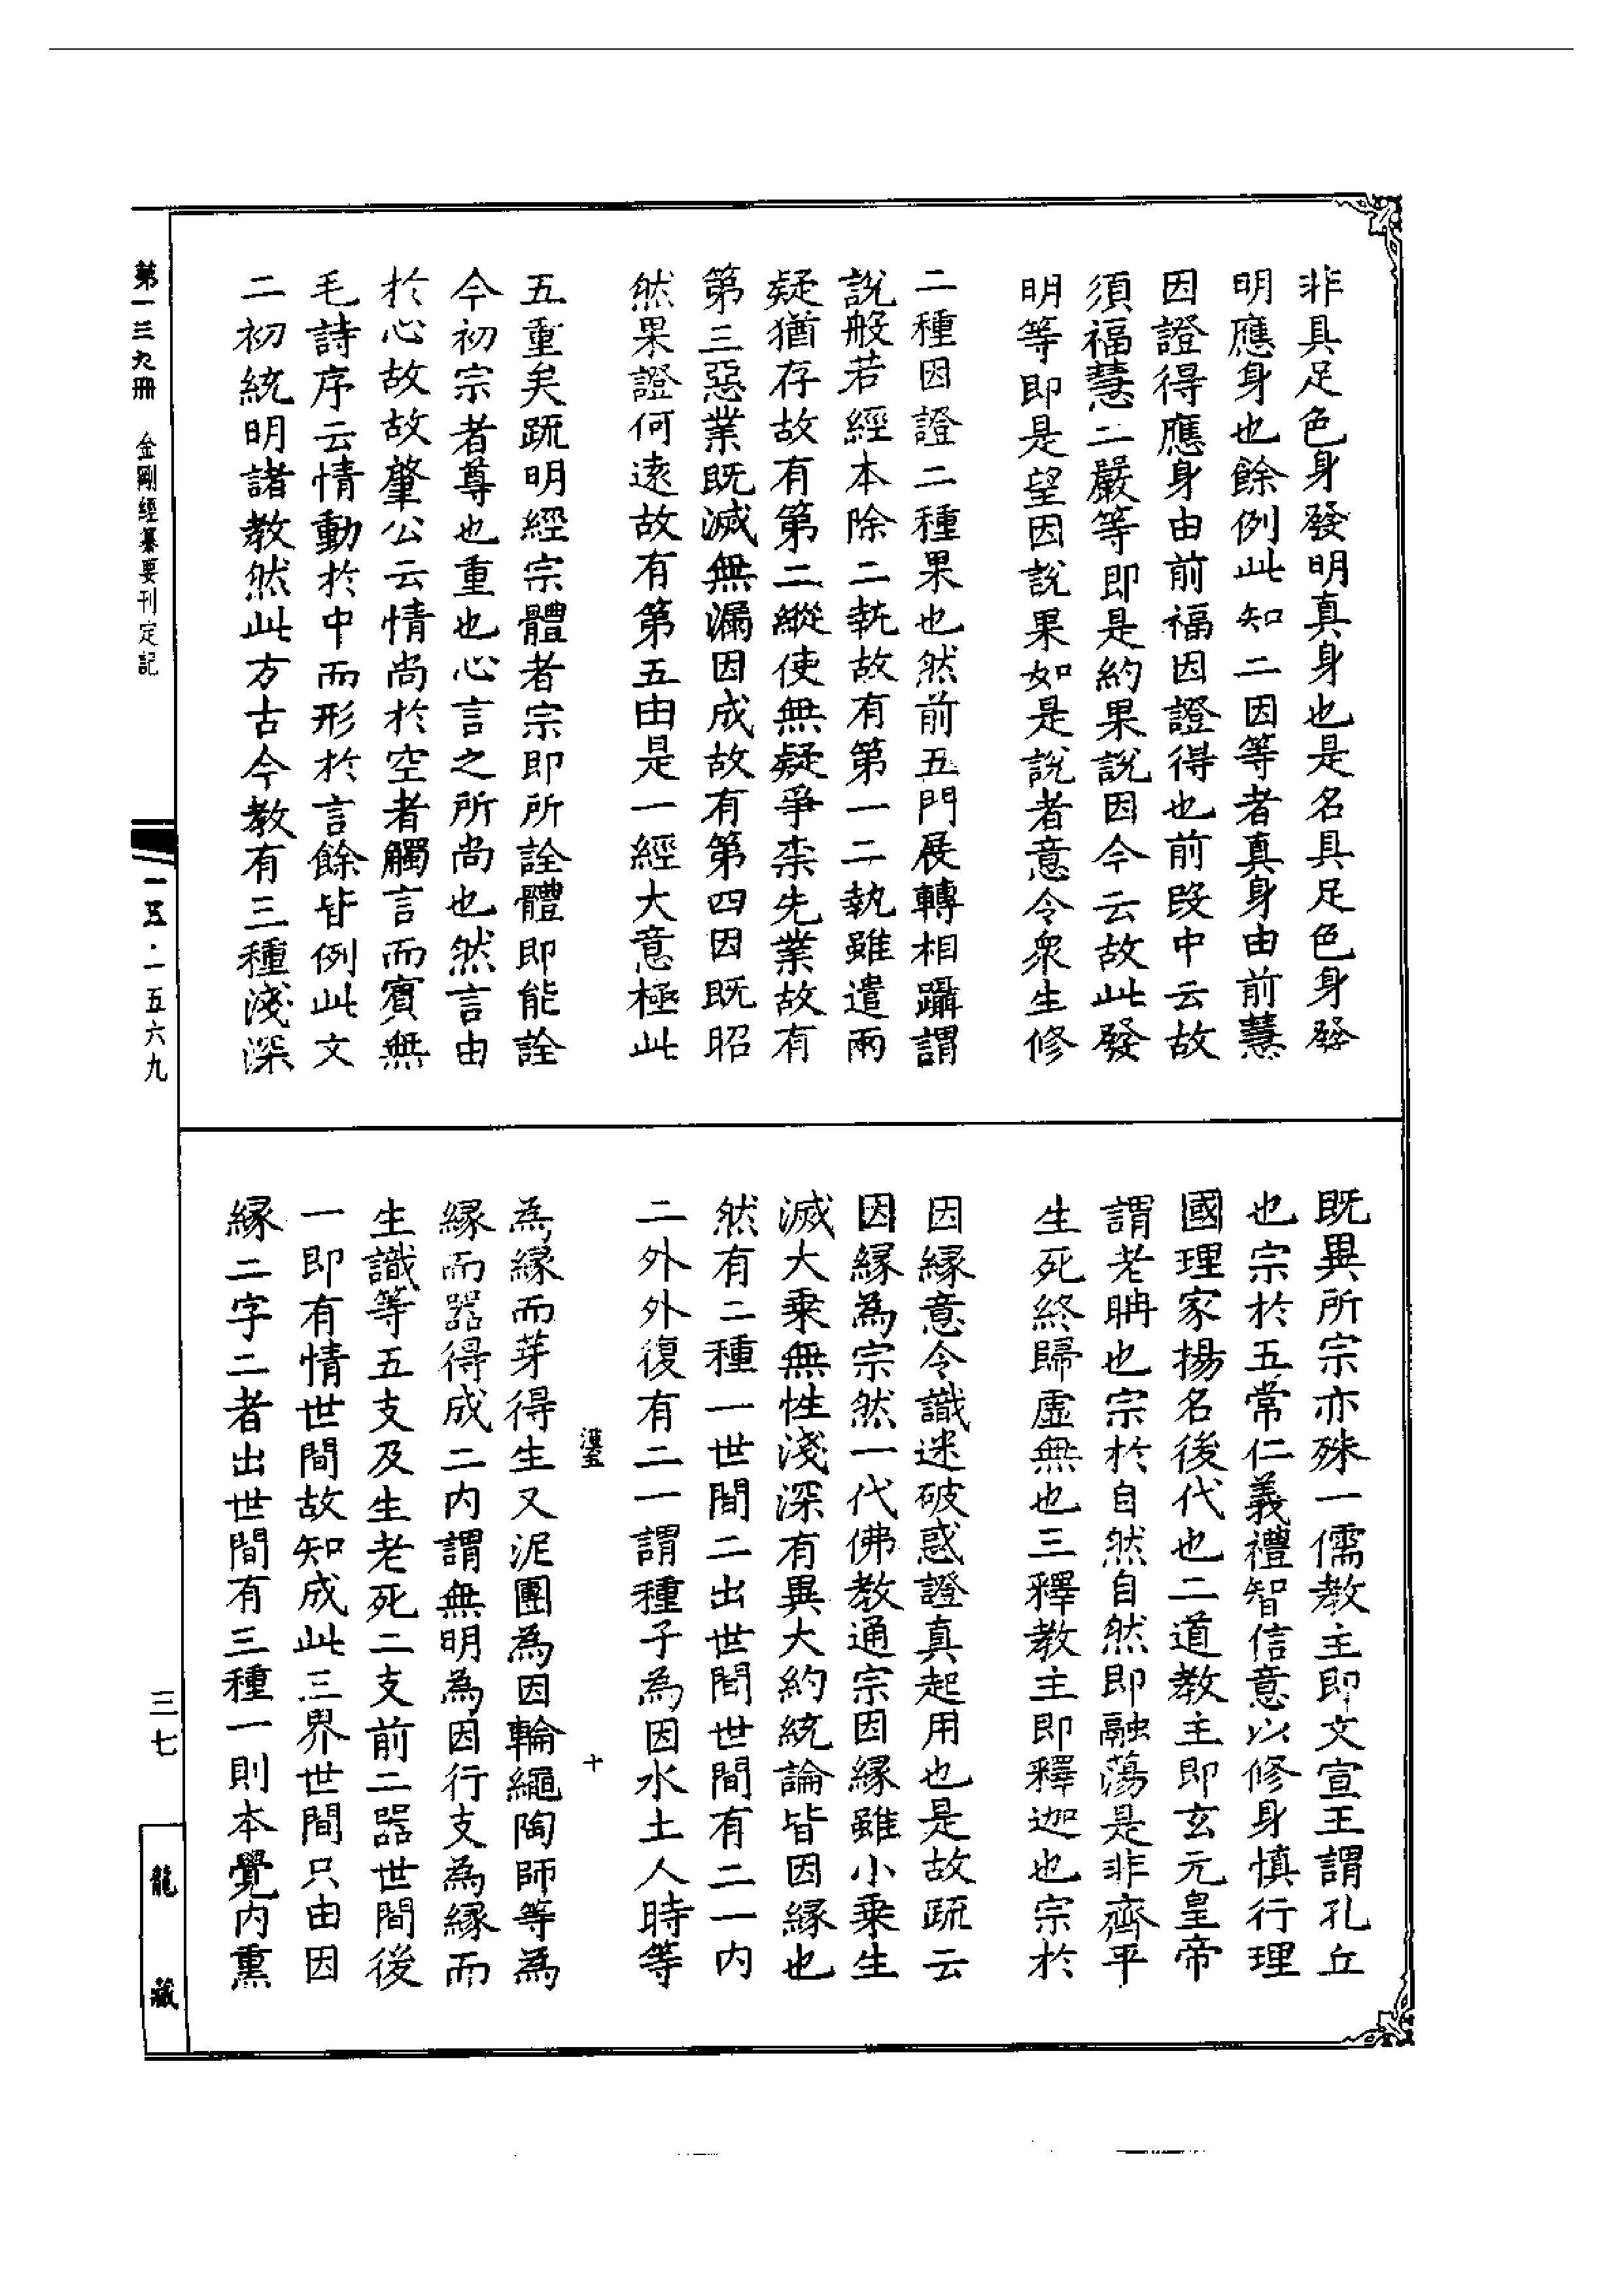 非具足色身發明真身也是名具足色身發
明應身也餘例此知二因等者真身由前慧
因證得應身由前福因證得也前段中云故
須福慧二嚴等即是約果說因今云故此發
明等即是望因說果如是說者意令衆生修
二種因證二種果也然前五門展轉相躡謂
說般若經本除二執故有第一二執雖遣兩
疑猶存故有第二縱使無疑爭柰先業故有
第三惡業既滅無漏因成故有第四因既昭
然果證何遠故有第五由是一經大意極此
五重矣䟽明經宗體者宗即所詮體即能詮
今初宗者尊也重也心言之所尚也然言由
於心故故肇公云情尚於空者觸言而賓無
毛詩序云情動於中而形於言餘皆例此文
二初統明諸教然此方古今教有三種淺深
既異所宗亦殊一儒教主即文宣王謂孔丘
也宗於五常仁義禮智信意以修身慎行理
國理家揚名後代也二道教主即玄元皇帝
謂老聃也宗於自然自然即融蕩是非齊平
生死終歸虛無也三釋教主即釋迦也宗於
因緣意令識迷破惑證真起用也是故䟽云
因緣為宗然一代佛教通宗因緣雖小乗生
滅大乗無性淺深有異大約統論皆因緣也
然有二種一世間二出世間世間有二一內
二外外復有二一謂種子為因水土人時等
為緣而芽得生又泥團為因輪繩陶師等為
緣而器得成二內謂無明為因行支為緣而
生識等五支及生老死二支前二器世間後
一即有情世間故知成此三界世間只由因
緣二字二者出世間有三種一則本覺內熏
十
第一三九冊 金剛經纂要刊定記
一五五·一五六九
三七
龍藏